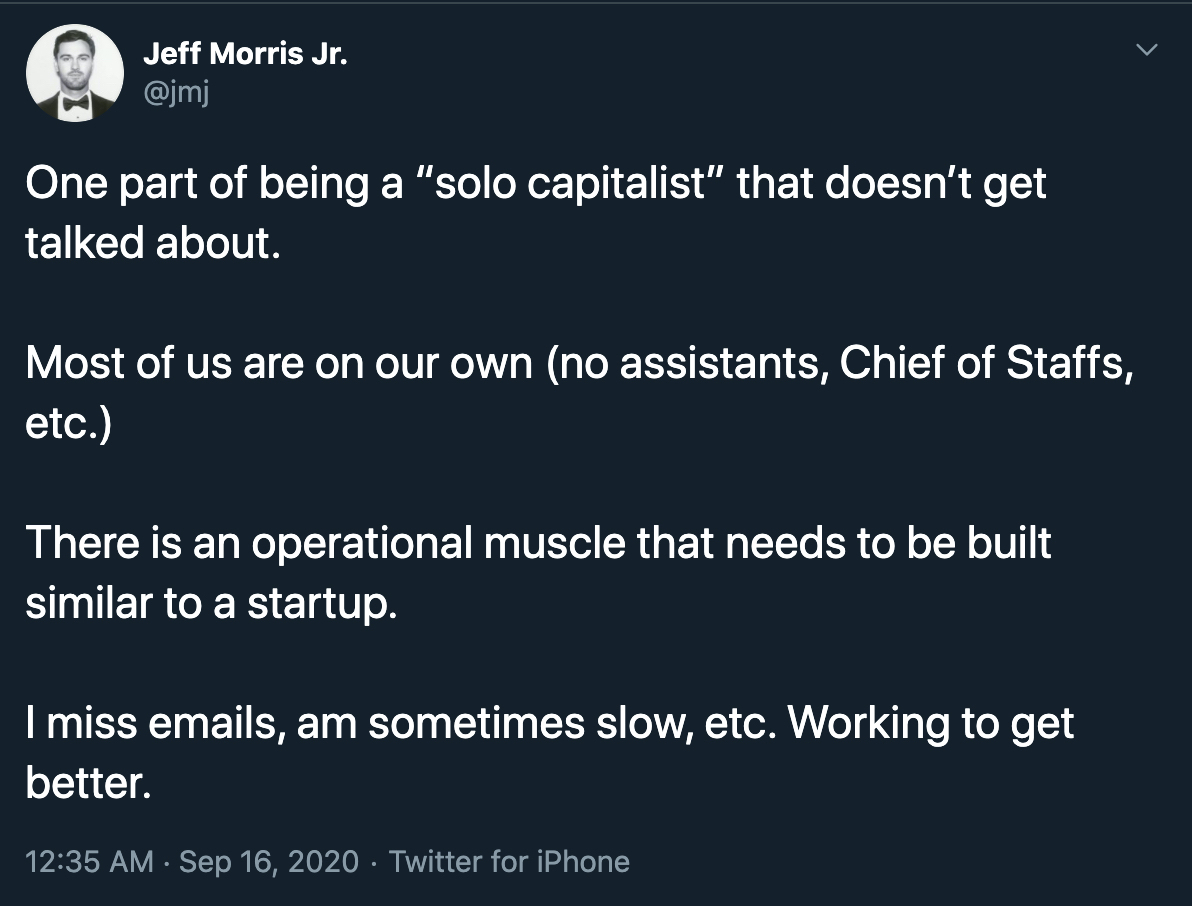 Jeff Morris Jr.
@jmj
One part of being a “solo capitalist” that doesn’t get
talked about.
Most of us are on our own (no assistants, Chief of Staffs,
etc.)
There is an operational muscle that needs to be built
similar to a startup.
I miss emails, am sometimes slow, etc. Working to get
better.
12:35 AM · Sep 16, 2020 · Twitter for iPhone